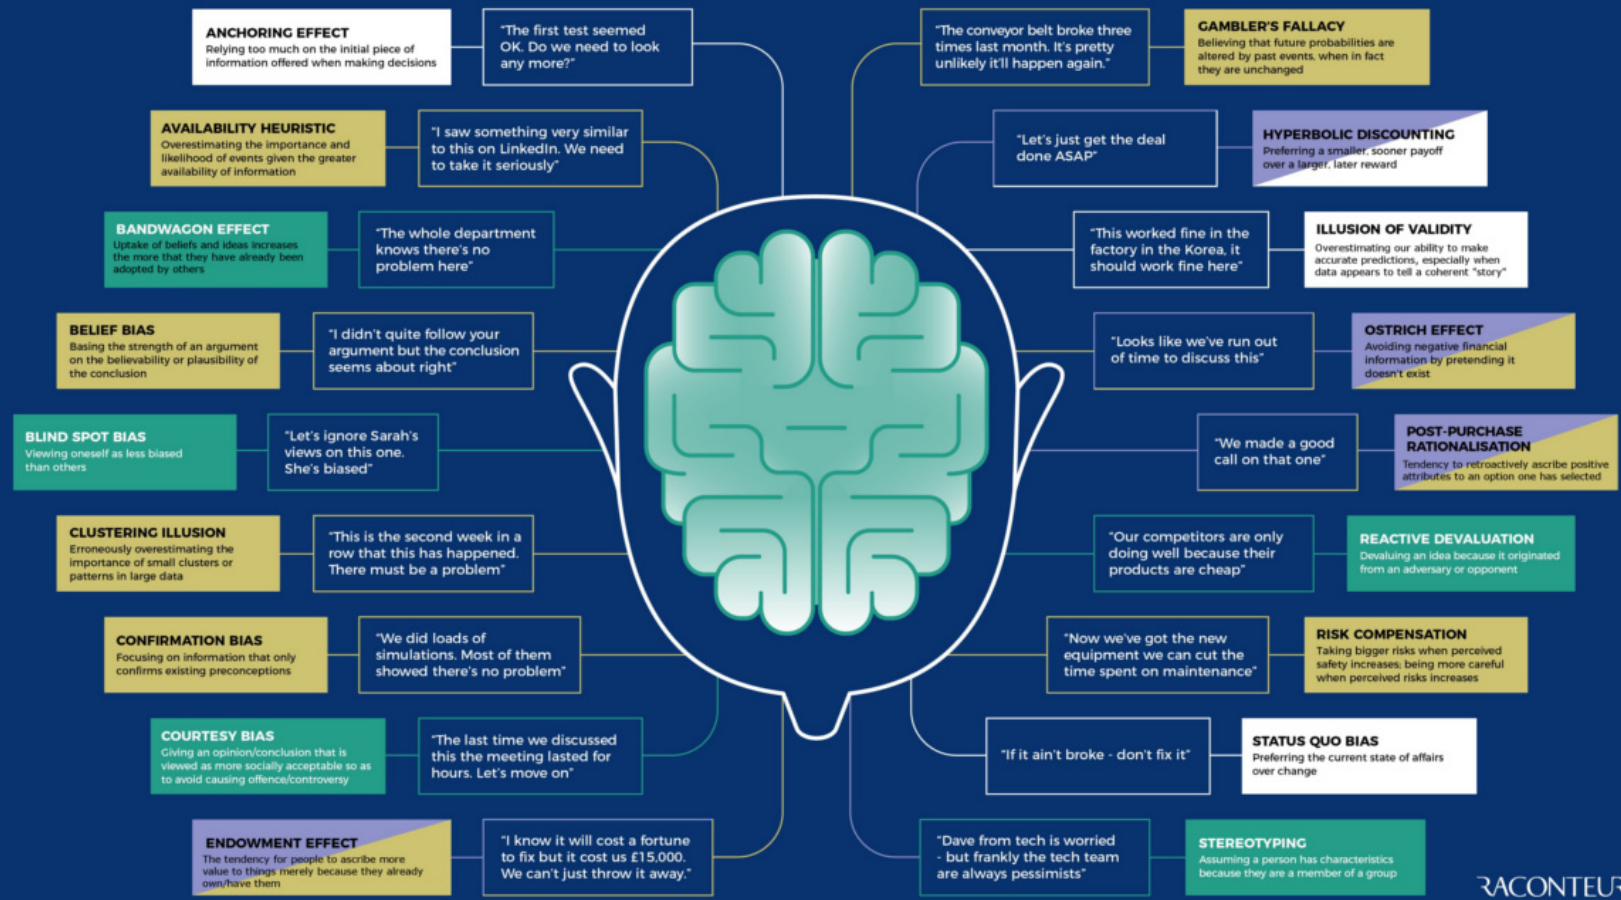 ANCHORING EFFECT
Relying too much on the initial piece of
information offered when making decisions
"The first test seemed
OK. Do we need to look
any more?"
AVAILABILITY HEURISTIC
Overestimating the importance and
likelihood of events given the greater
availability of information
"I saw something very similar
to this on LinkedIn. We need
to take it seriously"
BANDWAGON EFFECT
Uptake of beliefs and ideas increases
the more that they have already been
adopted by others
"The whole department
knows there's no
problem here"
BELIEF BIAS
Basing the strength of an argument
on the believability or plausibility of
the conclusion
"I didn't quite follow your
argument but the conclusion
seems about right"
BLIND SPOT BIAS
Viewing oneself as less biased
than others
"Let's ignore Sarah's
views on this one.
She's biased"
CLUSTERING ILLUSION
Erroneously overestimating the
importance of small clusters or
patterns in large data
"This is the second week in a
row that this has happened.
There must be a problem"
CONFIRMATION BIAS
Focusing on information that only
confirms existing preconceptions
"We did loads of
simulations. Most of them
showed there's no problem"
COURTESY BIAS
Giving an opinion/conclusion that is
viewed as more socially acceptable so as
to avoid causing offence/controversy
"The last time we discussed
this the meeting lasted for
hours. Let's move on"
ENDOWMENT EFFECT
The tendency for people to ascribe more
value to things merely because they already
own/have them
"I know it will cost a fortune
to fix but it cost us £15,000.
We can't just throw it away."
"The conveyor belt broke three
times last month. It's pretty
unlikely it'll happen again."
GAMBLER'S FALLACY
Believing that future probabilities are
altered by past events, when in fact
they are unchanged
"Let's just get the deal
done ASAP"
HYPERBOLIC DISCOUNTING
Preferring a smaller, sooner payoff
over a larger, later reward
"This worked fine in the
factory in the Korea, it
should work fine here"
ILLUSION OF VALIDITY
Overestimating our ability to make
accurate predictions, especially when
data appears to tell a coherent "story"
"Looks like we've run out
of time to discuss this"
OSTRICH EFFECT
Avoiding negative financial
information by pretending it
doesn't exist
"We made a good
call on that one"
POST-PURCHASE
RATIONALISATION
Tendency to retroactively ascribe positive
attributes to an option one has selected
"Our competitors are only
doing well because their
products are cheap"
REACTIVE DEVALUATION
Devaluing an idea because it originated
from an adversary or opponent
"Now we've got the new
equipment we can cut the
time spent on maintenance"
RISK COMPENSATION
Taking bigger risks when perceived
safety increases; being more careful
when perceived risks increases
"If it ain't broke - don't fix it"
STATUS QUO BIAS
Preferring the current state of affairs
over change
"Dave from tech is worried
- but frankly the tech team
are always pessimists"
STEREOTYPING
Assuming a person has characteristics
because they are a member of a group
RACONTEUR